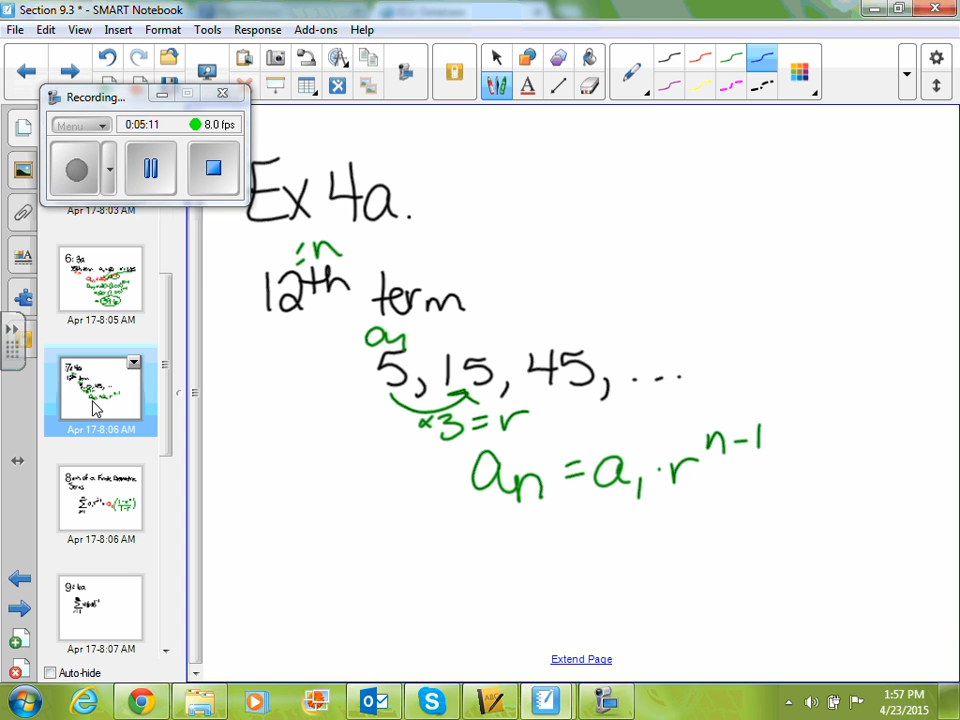 Section 9.3 * - SMART Notebook
File Edit View Insert Format Tools Response Add-ons Help
Recording...
Menu 0:05:11 8.0 fps
Apr 17-8:03 AM
Apr 17-8:05 AM
Apr 17-8:06 AM
Apr 17-8:06 AM
Apr 17-8:07 AM
Auto-hide
Ex 4a.
n
12th term
a1
5, 15, 45, ...
×3 = r
an = a1 · r^n-1
Extend Page
1:57 PM
4/23/2015